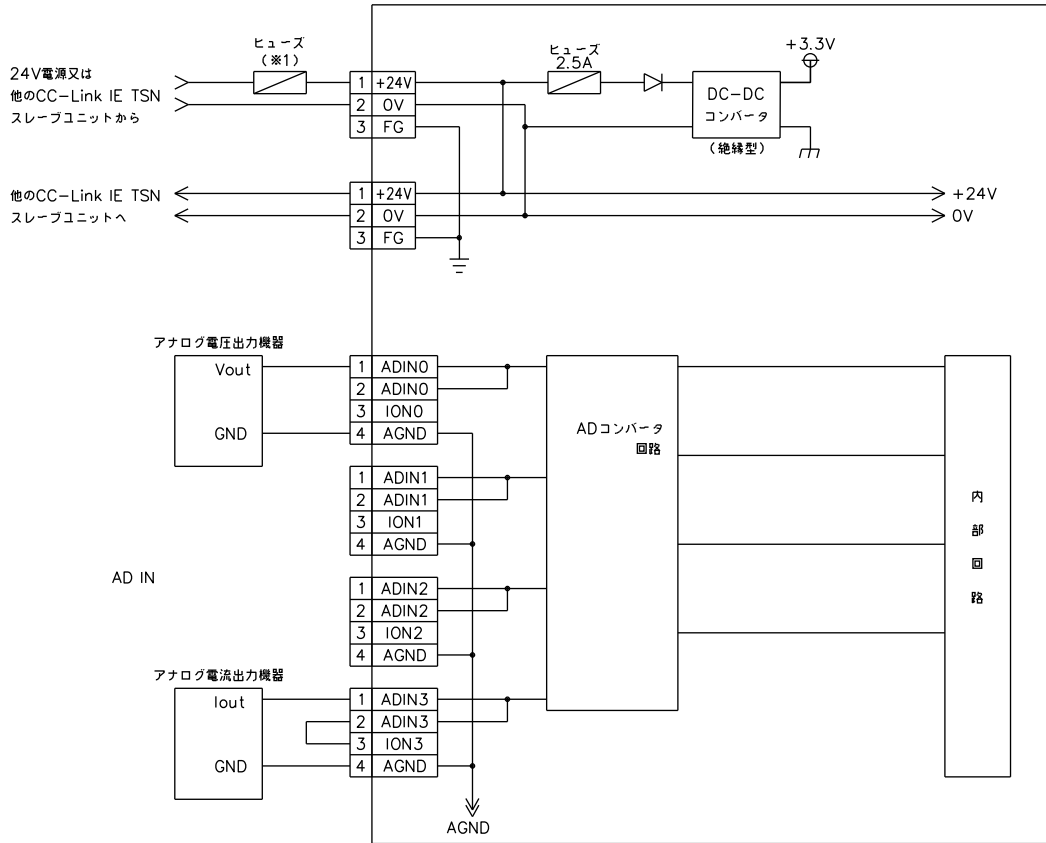 ヒューズ
(※1)
ヒューズ
2.5A
+3.3V
24V電源又は
他のCC-Link IE TSN
スレーブユニットから
1 +24V
2 0V
3 FG
DC-DC
コンバータ
(絶縁型)
他のCC-Link IE TSN
スレーブユニットへ
1 +24V
2 0V
3 FG
+24V
0V
アナログ電圧出力機器
Vout
GND
1 ADIN0
2 ADIN0
3 ION0
4 AGND
ADコンバータ
回路
1 ADIN1
2 ADIN1
3 ION1
4 AGND
内部回路
AD IN
1 ADIN2
2 ADIN2
3 ION2
4 AGND
アナログ電流出力機器
Iout
GND
1 ADIN3
2 ADIN3
3 ION3
4 AGND
AGND